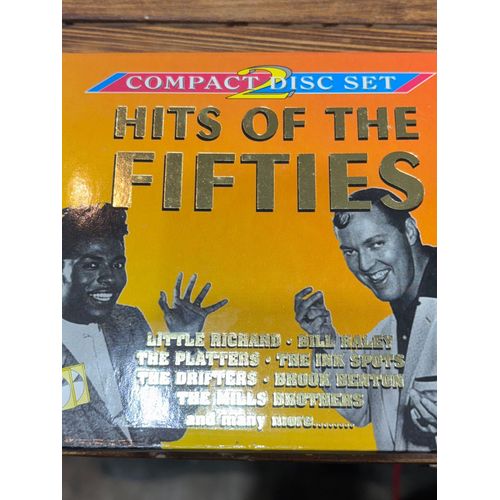 COMPACT 2 DISC SET
HITS OF THE
FIFTIES
LITTLE RICHARD · BILL HALEY
THE PLATTERS · THE INK SPOTS
THE DRIFTERS · BROOK BENTON
THE MILLS BROTHERS
and many more.........